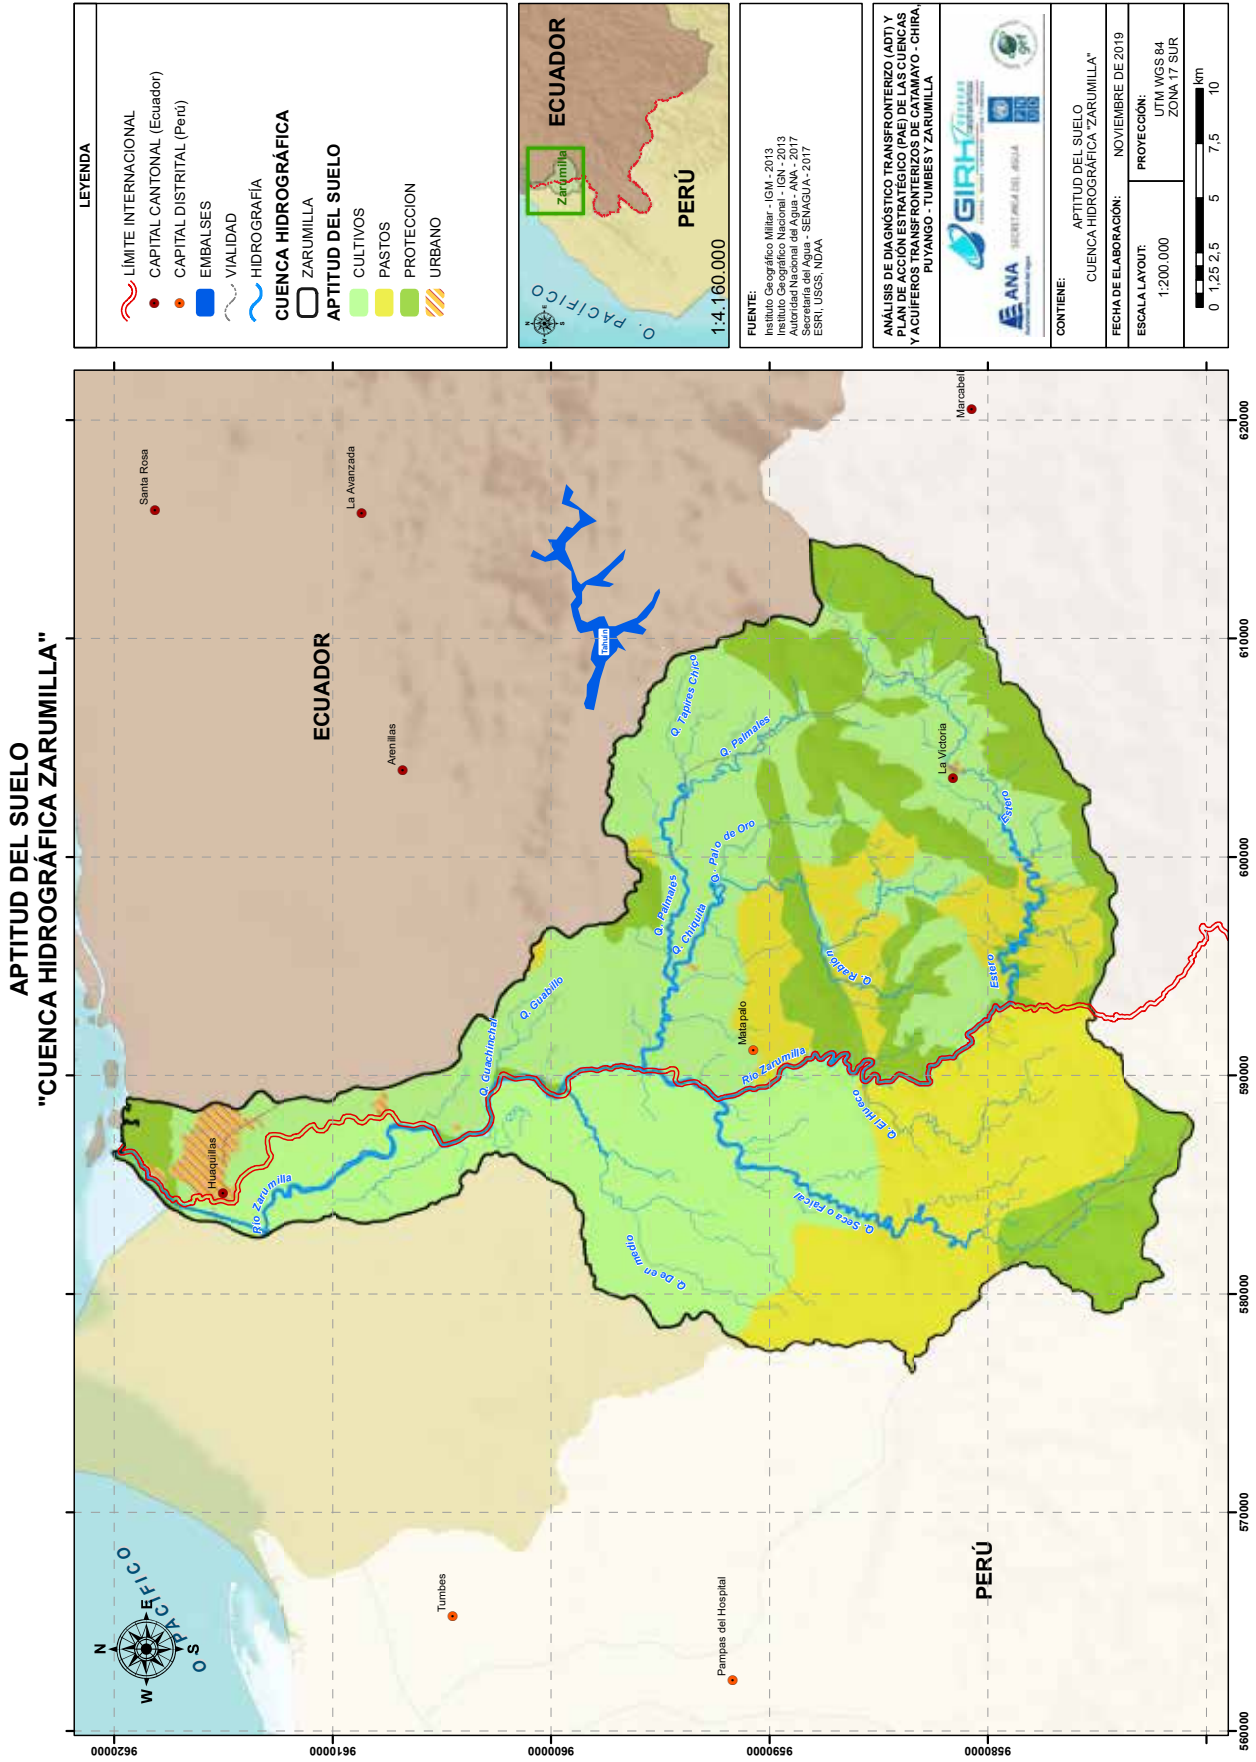 APTITUD DEL SUELO
"CUENCA HIDROGRÁFICA ZARUMILLA"
9620000
9610000
9600000
9590000
9580000
560000
570000
580000
590000
600000
610000
620000
N
E
S
W
O. PACÍFICO
ECUADOR
PERÚ
Santa Rosa
La Avanzada
Arenillas
Tahuín
Huaquillas
Tumbes
Pampas del Hospital
Matapalo
La Victoria
Marcabelí
Río Zarumilla
Q. Guachinchal
Q. Guabillo
Q. Tapires Chico
Q. Palmales
Q. Palmales
Q. Palo de Oro
Q. Chiquita
Q. De en medio
Río Zarumilla
Q. El Hueco
Q. Seca o Faical
Q. Rabión
Estero
Estero
LEYENDA
LÍMITE INTERNACIONAL
CAPITAL CANTONAL (Ecuador)
CAPITAL DISTRITAL (Perú)
EMBALSES
VIALIDAD
HIDROGRAFÍA
CUENCA HIDROGRÁFICA
ZARUMILLA
APTITUD DEL SUELO
CULTIVOS
PASTOS
PROTECCION
URBANO
ECUADOR
Zarumilla
PERÚ
O. PACÍFICO
N
E
S
W
1:4.160.000
FUENTE:
Instituto Geográfico Militar - IGM - 2013
Instituto Geográfico Nacional - IGN - 2013
Autoridad Nacional del Agua - ANA - 2017
Secretaría del Agua - SENAGUA - 2017
ESRI, USGS, NOAA
ANÁLISIS DE DIAGNÓSTICO TRANSFRONTERIZO (ADT) Y
PLAN DE ACCIÓN ESTRATÉGICO (PAE) DE LAS CUENCAS
Y ACUÍFEROS TRANSFRONTERIZOS DE CATAMAYO - CHIRA,
PUYANGO - TUMBES Y ZARUMILLA
GIRH
gef
ANA
SECRETARÍA DEL AGUA
CONTIENE:
APTITUD DEL SUELO
CUENCA HIDROGRÁFICA "ZARUMILLA"
FECHA DE ELABORACIÓN:
NOVIEMBRE DE 2019
ESCALA LAYOUT:
1:200.000
PROYECCIÓN:
UTM WGS 84
ZONA 17 SUR
0 1,25 2,5 5 7,5 10
km